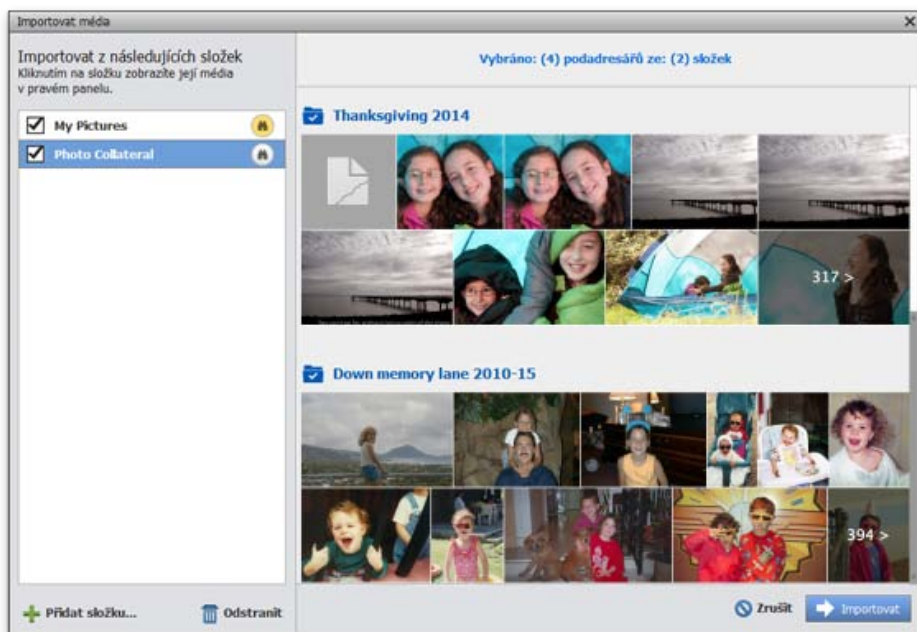 Importovat média
Importovat z následujících složek
Kliknutím na složku zobrazíte její média
v pravém panelu.
My Pictures
Photo Collateral
Přidat složku...
Odstranit
Vybráno: (4) podadresářů ze: (2) složek
Thanksgiving 2014
317 >
Down memory lane 2010-15
394 >
Zrušit
Importovat